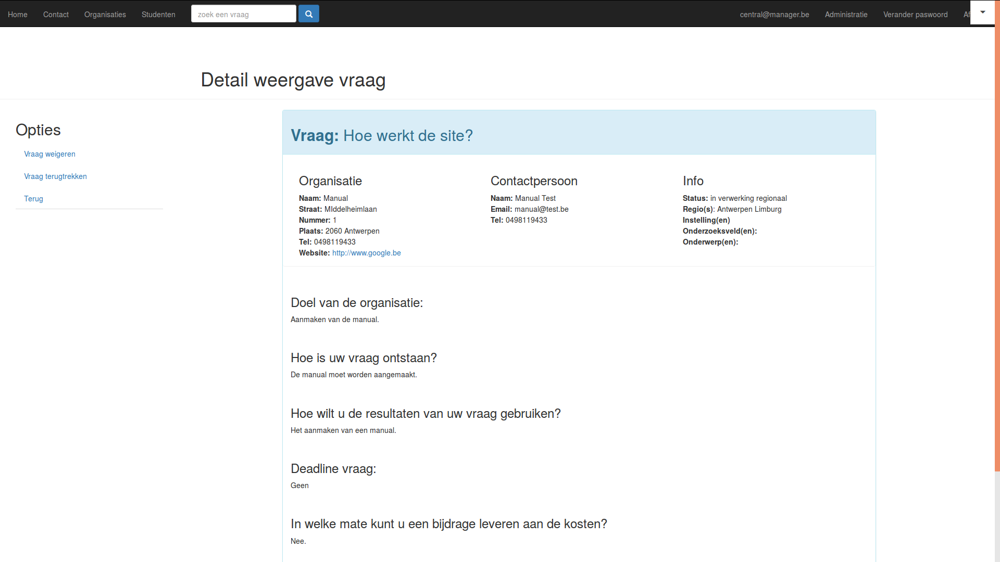 Home Contact Organisaties Studenten zoek een vraag central@manager.be Administratie Verander paswoord Af
Detail weergave vraag
Opties
Vraag weigeren
Vraag terugtrekken
Terug
Vraag: Hoe werkt de site?
Organisatie
Naam: Manual
Straat: MIddelheimlaan
Nummer: 1
Plaats: 2060 Antwerpen
Tel: 0498119433
Website: http://www.google.be
Contactpersoon
Naam: Manual Test
Email: manual@test.be
Tel: 0498119433
Info
Status: in verwerking regionaal
Regio(s): Antwerpen Limburg
Instelling(en)
Onderzoeksveld(en):
Onderwerp(en):
Doel van de organisatie:
Aanmaken van de manual.
Hoe is uw vraag ontstaan?
De manual moet worden aangemaakt.
Hoe wilt u de resultaten van uw vraag gebruiken?
Het aanmaken van een manual.
Deadline vraag:
Geen
In welke mate kunt u een bijdrage leveren aan de kosten?
Nee.